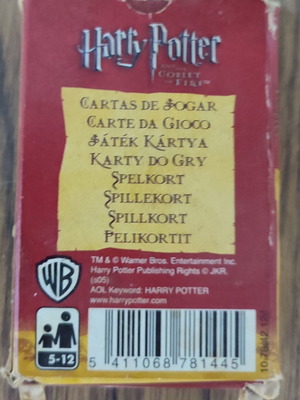 Harry Potter
AND THE
GOBLET
OF FIRE
CARTAS DE JOGAR
CARTE DA GIOCO
JÁTÉK KÁRTYA
KARTY DO GRY
SPELKORT
SPILLEKORT
SPILLKORT
PELIKORTIT
TM & © Warner Bros. Entertainment Inc.
Harry Potter Publishing Rights © JKR.
(s05)
AOL Keyword: HARRY POTTER
www.harrypotter.com
WB
5-12
5 411068 781445